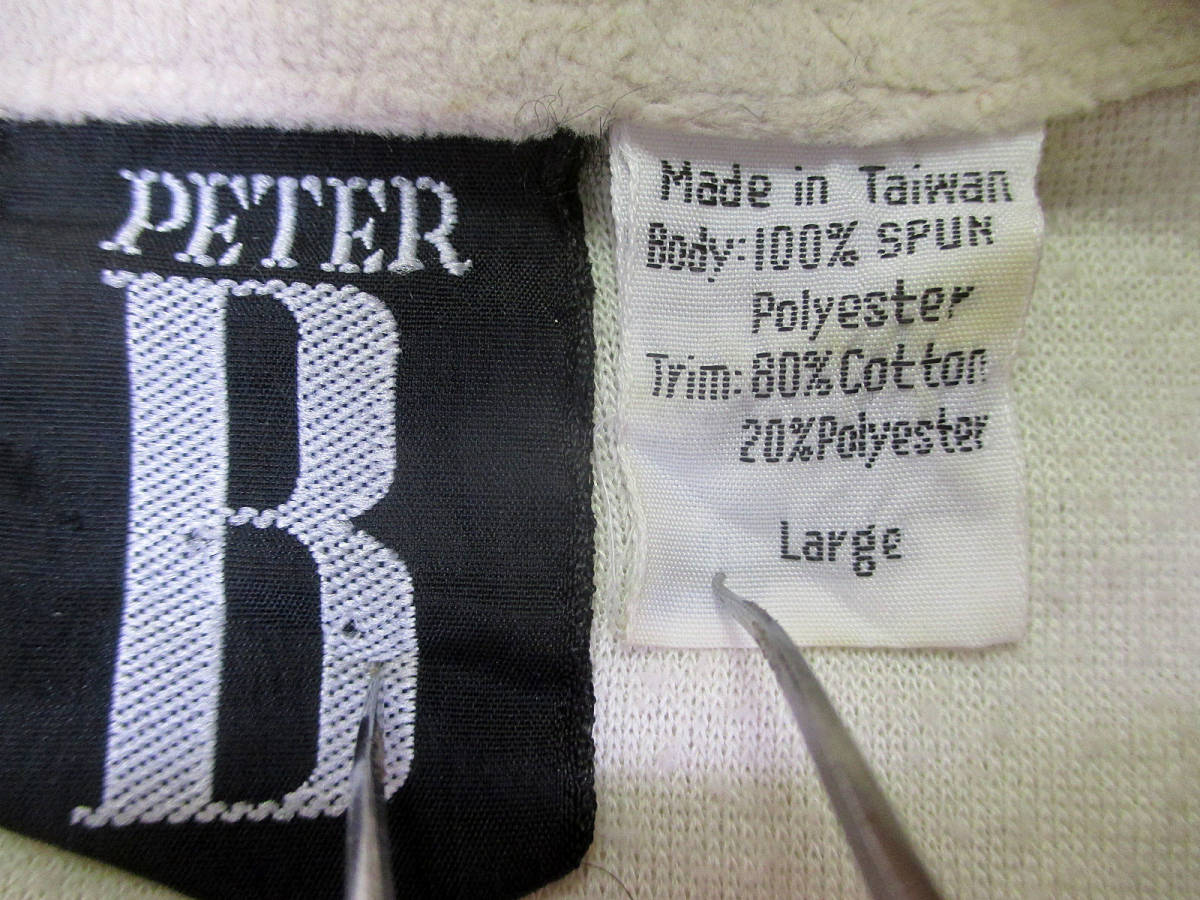 PETER
B
Made in Taiwan
Body:100% SPUN
Polyester
Trim:80%Cotton
20%Polyester
Large